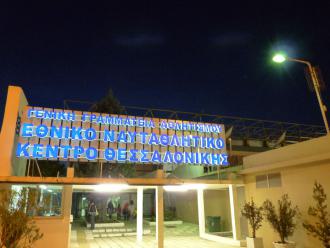 ΓΕΝΙΚΗ ΓΡΑΜΜΑΤΕΙΑ ΑΘΛΗΤΙΣΜΟΥ
ΕΘΝΙΚΟ ΝΑΥΤΑΘΛΗΤΙΚΟ
ΚΕΝΤΡΟ ΘΕΣΣΑΛΟΝΙΚΗΣ